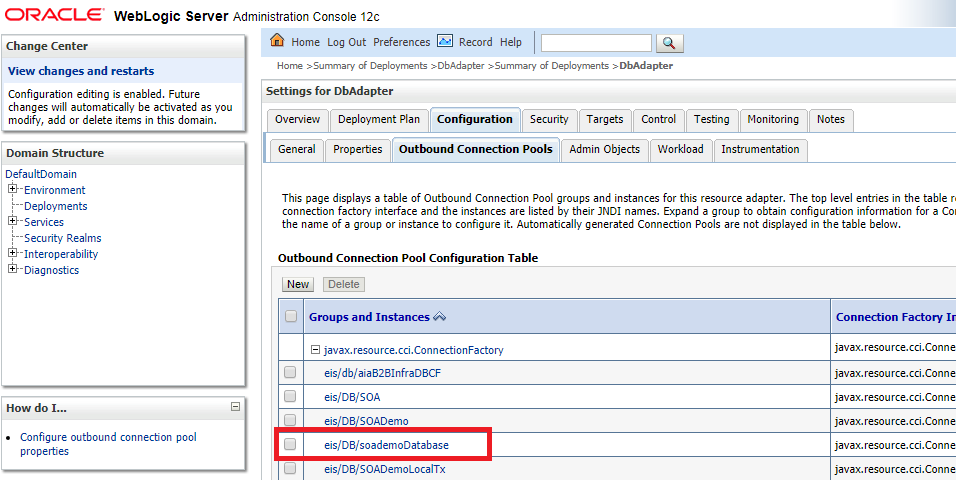 ORACLE WebLogic Server Administration Console 12c
Change Center
View changes and restarts
Configuration editing is enabled. Future
changes will automatically be activated as you
modify, add or delete items in this domain.
Domain Structure
DefaultDomain
Environment
Deployments
Services
Security Realms
Interoperability
Diagnostics
How do I...
Configure outbound connection pool
properties
Home Log Out Preferences Record Help
Home >Summary of Deployments >DbAdapter >Summary of Deployments >DbAdapter
Settings for DbAdapter
Overview Deployment Plan Configuration Security Targets Control Testing Monitoring Notes
General Properties Outbound Connection Pools Admin Objects Workload Instrumentation
This page displays a table of Outbound Connection Pool groups and instances for this resource adapter. The top level entries in the table r
connection factory interface and the instances are listed by their JNDI names. Expand a group to obtain configuration information for a Co
the name of a group or instance to configure it. Automatically generated Connection Pools are not displayed in the table below.
Outbound Connection Pool Configuration Table
New Delete
Groups and Instances Connection Factory In
javax.resource.cci.ConnectionFactory javax.resource.cci.Conne
eis/db/aiaB2BInfraDBCF javax.resource.cci.Conne
eis/DB/SOA javax.resource.cci.Conne
eis/DB/SOADemo javax.resource.cci.Conne
eis/DB/soademoDatabase javax.resource.cci.Conne
eis/DB/SOADemoLocalTx javax.resource.cci.Conne